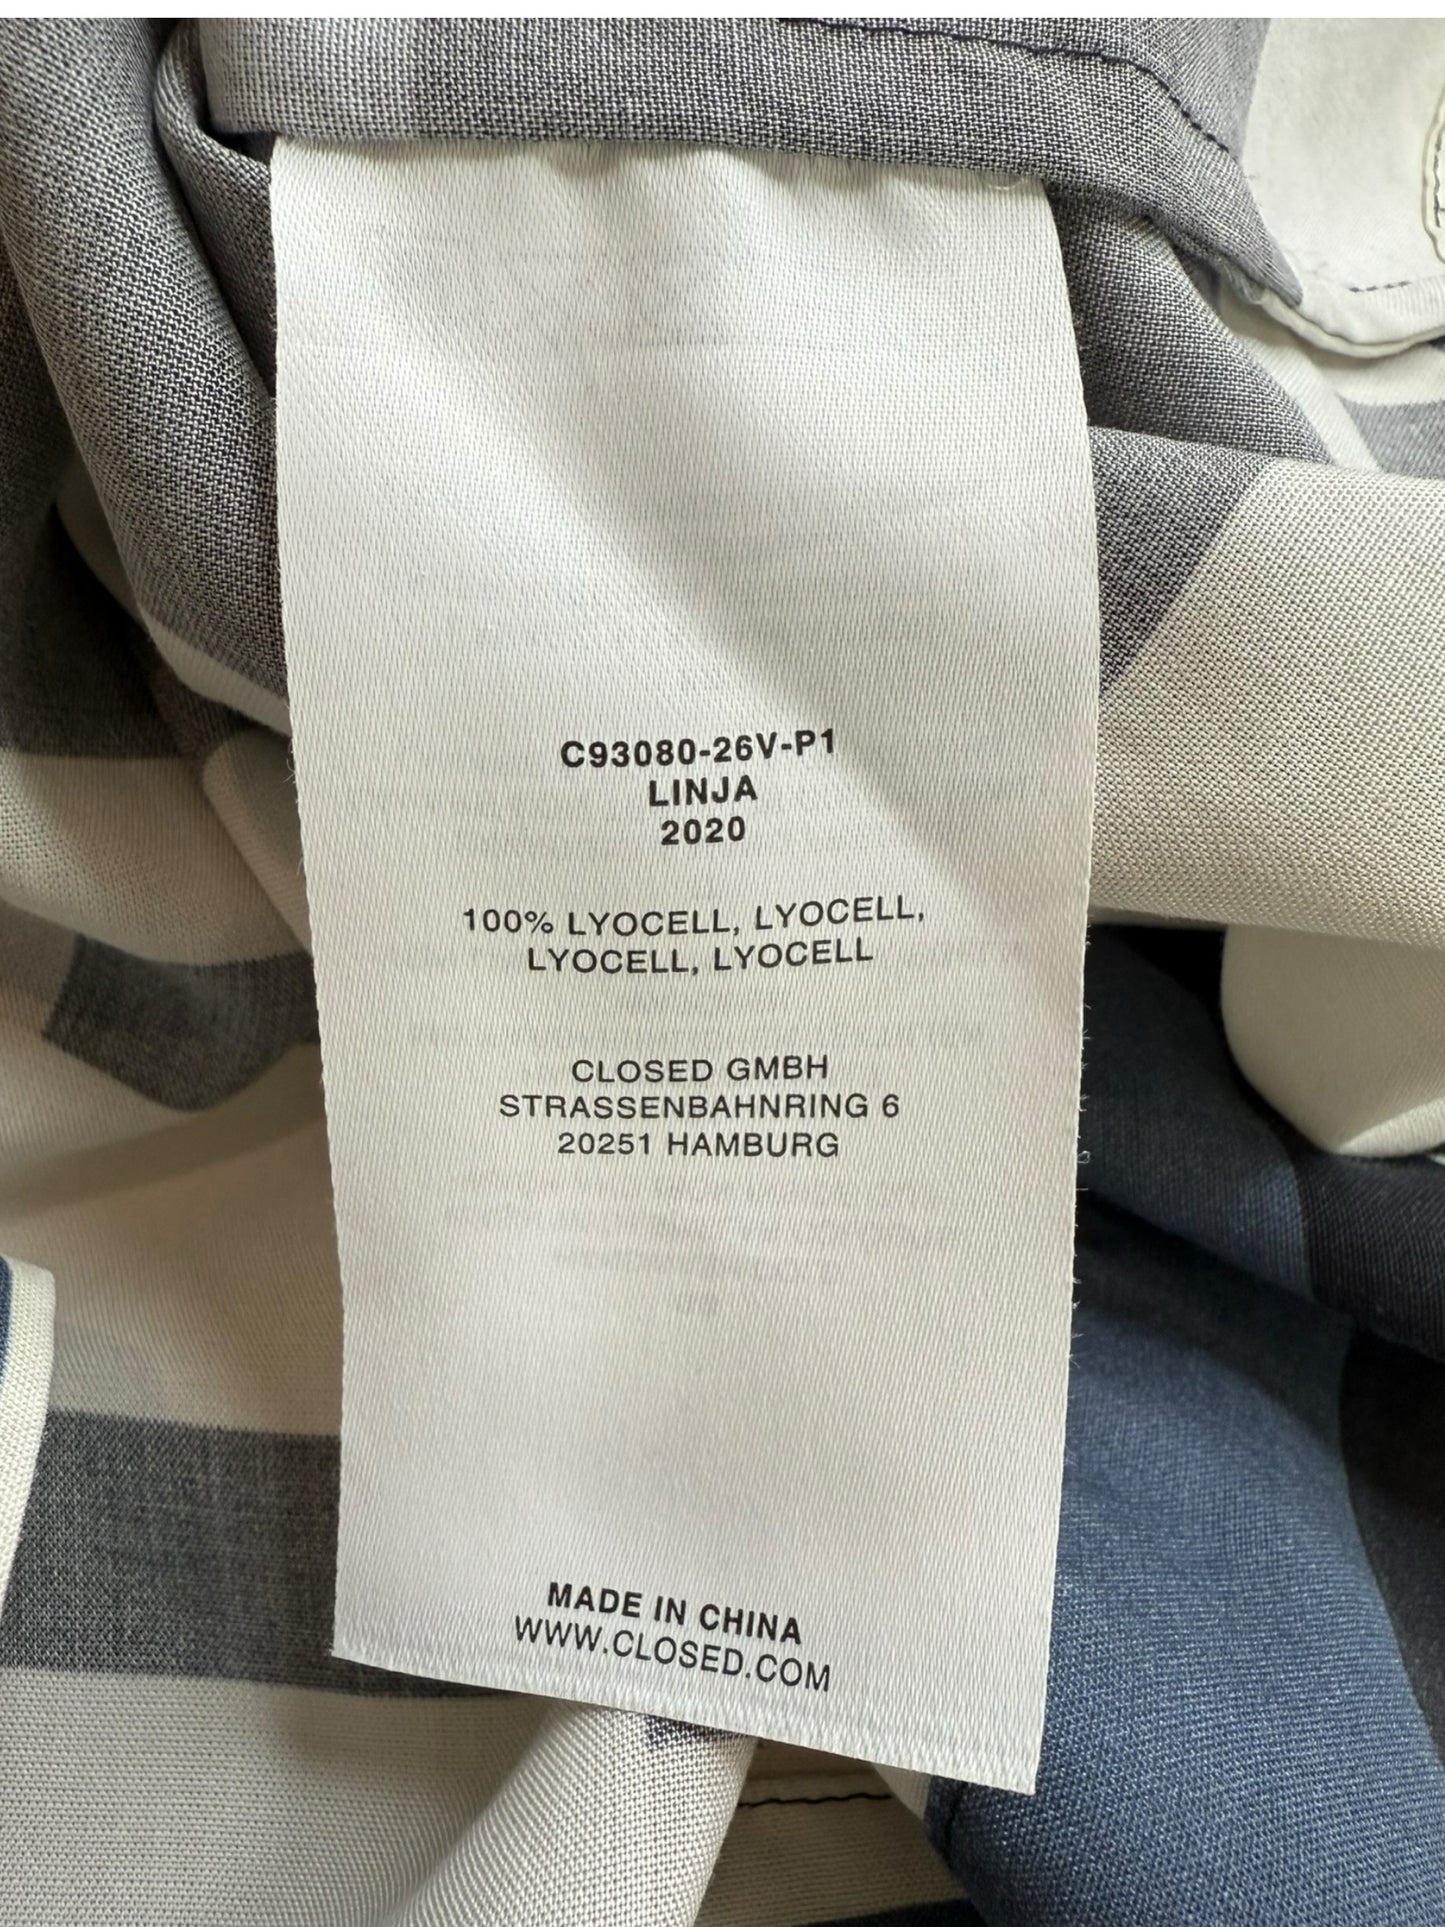 C93080-26V-P1
LINJA
2020
100% LYOCELL, LYOCELL,
LYOCELL, LYOCELL
CLOSED GMBH
STRASSENBAHNRING 6
20251 HAMBURG
MADE IN CHINA
WWW.CLOSED.COM